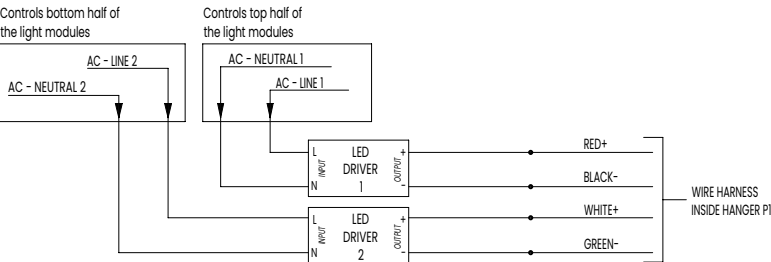 Controls bottom half of
the light modules
Controls top half of
the light modules
AC - LINE 2
AC - NEUTRAL 2
AC - NEUTRAL 1
AC - LINE 1
L
INPUT
N
LED
DRIVER
1
+
OUTPUT
-
RED+
BLACK-
L
INPUT
N
LED
DRIVER
2
+
OUTPUT
-
WHITE+
GREEN-
WIRE HARNESS
INSIDE HANGER P1